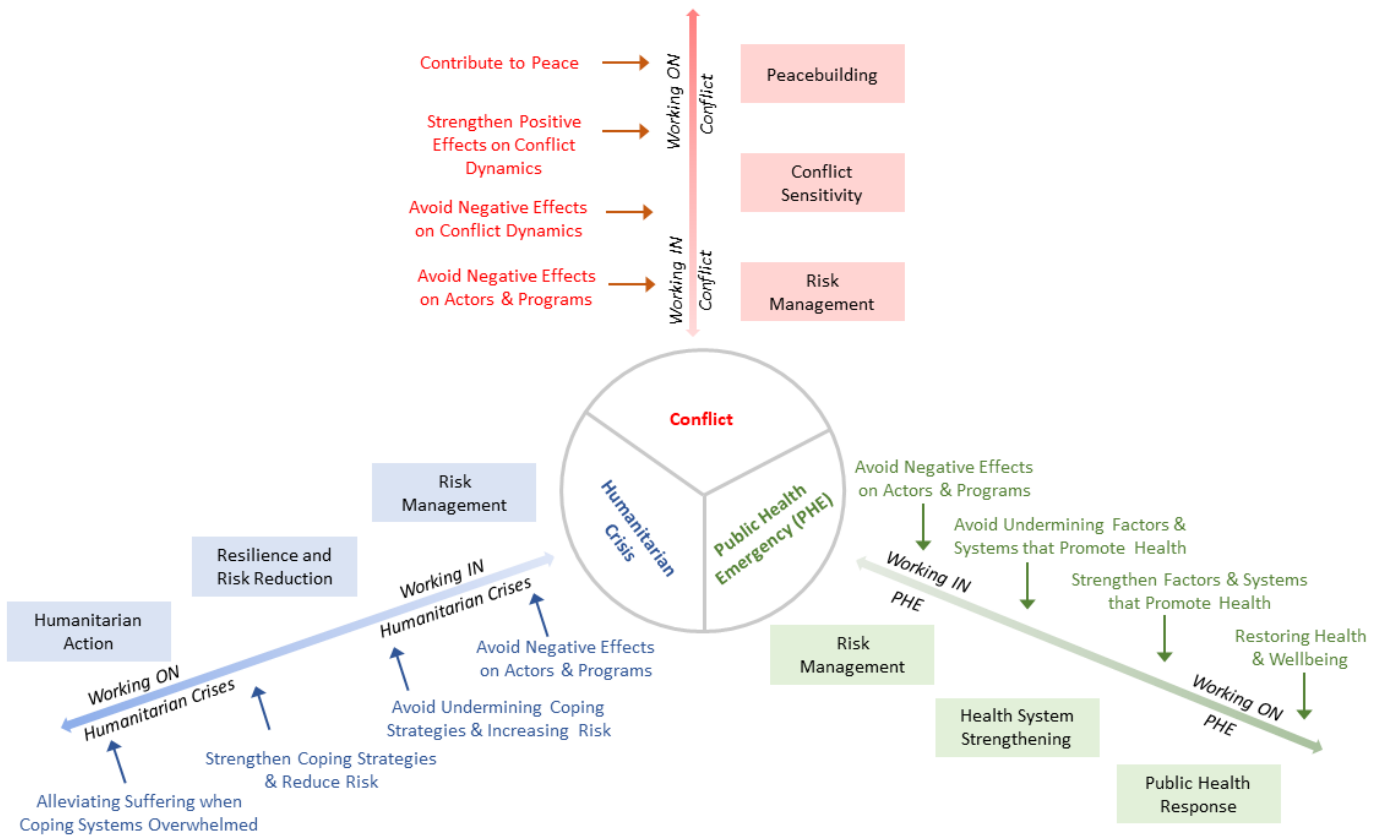 Contribute to Peace
Strengthen Positive
Effects on Conflict
Dynamics
Avoid Negative Effects
on Conflict Dynamics
Avoid Negative Effects
on Actors & Programs
Working ON
Conflict
Working IN
Conflict
Peacebuilding
Conflict
Sensitivity
Risk
Management
Conflict
Humanitarian
Crisis
Public Health
Emergency (PHE)
Risk
Management
Resilience and
Risk Reduction
Humanitarian
Action
Working IN
Humanitarian Crises
Working ON
Humanitarian Crises
Avoid Negative Effects
on Actors & Programs
Avoid Undermining Coping
Strategies & Increasing Risk
Strengthen Coping Strategies
& Reduce Risk
Alleviating Suffering when
Coping Systems Overwhelmed
Avoid Negative Effects
on Actors & Programs
Avoid Undermining Factors &
Systems that Promote Health
Strengthen Factors & Systems
that Promote Health
Restoring Health
& Wellbeing
Working IN
PHE
Working ON
PHE
Risk
Management
Health System
Strengthening
Public Health
Response